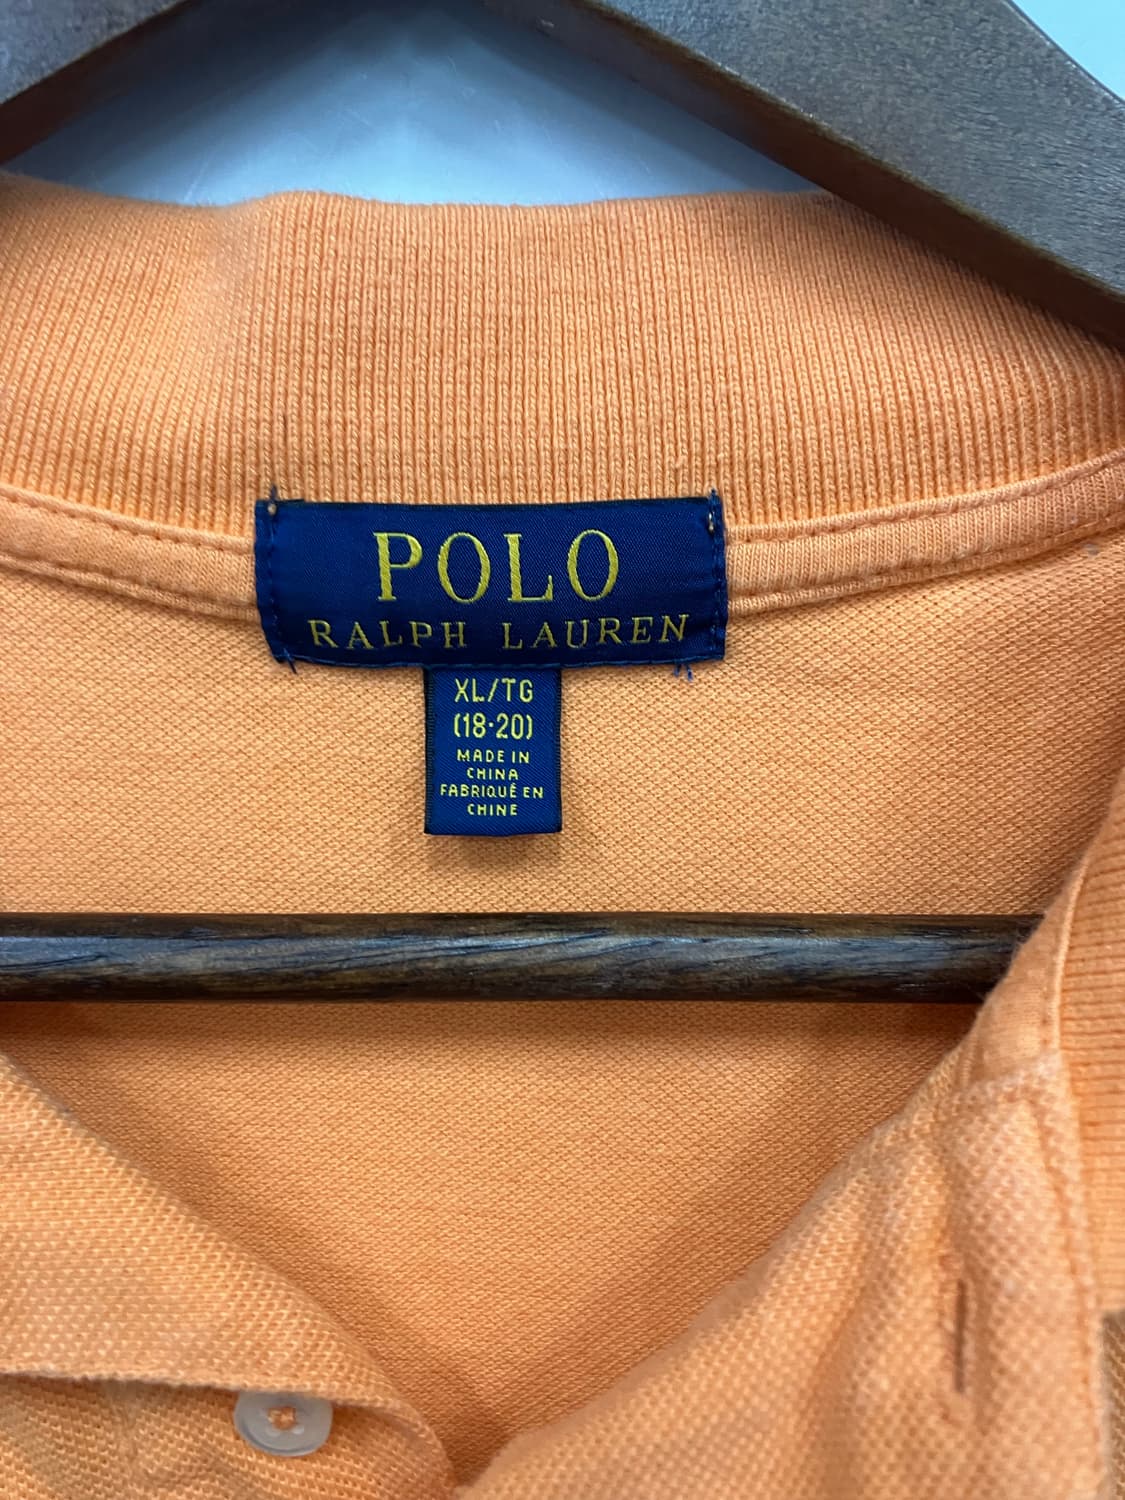 POLO
RALPH LAUREN
XL/TG
(18·20)
MADE IN
CHINA
FABRIQUÉ EN
CHINE